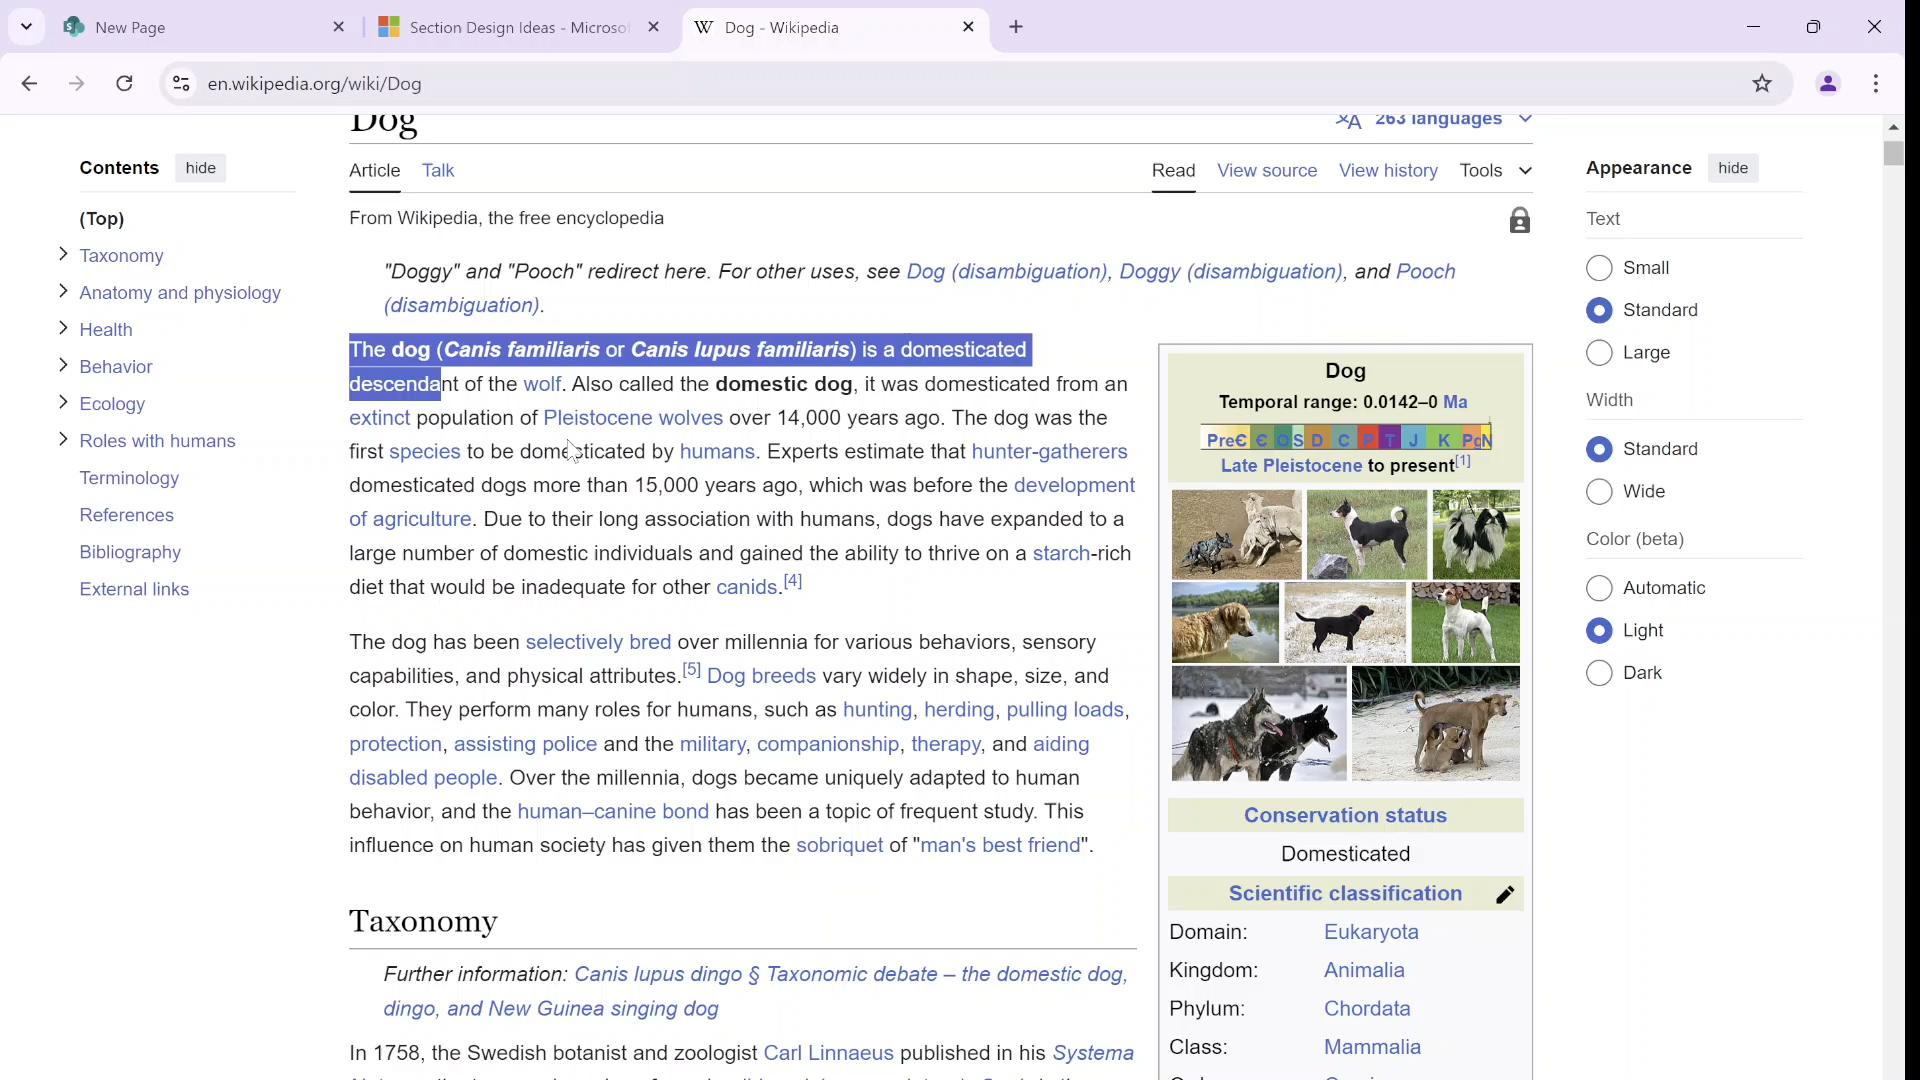 New Page
Section Design Ideas - Microsof
Dog - Wikipedia
en.wikipedia.org/wiki/Dog
Dog
263 languages
Contents hide
(Top)
Taxonomy
Anatomy and physiology
Health
Behavior
Ecology
Roles with humans
Terminology
References
Bibliography
External links
Article Talk
Read View source View history Tools
From Wikipedia, the free encyclopedia
"Doggy" and "Pooch" redirect here. For other uses, see Dog (disambiguation), Doggy (disambiguation), and Pooch
(disambiguation).
The dog (Canis familiaris or Canis lupus familiaris) is a domesticated
descendant of the wolf. Also called the domestic dog, it was domesticated from an
extinct population of Pleistocene wolves over 14,000 years ago. The dog was the
first species to be domesticated by humans. Experts estimate that hunter-gatherers
domesticated dogs more than 15,000 years ago, which was before the development
of agriculture. Due to their long association with humans, dogs have expanded to a
large number of domestic individuals and gained the ability to thrive on a starch-rich
diet that would be inadequate for other canids.[4]
The dog has been selectively bred over millennia for various behaviors, sensory
capabilities, and physical attributes.[5] Dog breeds vary widely in shape, size, and
color. They perform many roles for humans, such as hunting, herding, pulling loads,
protection, assisting police and the military, companionship, therapy, and aiding
disabled people. Over the millennia, dogs became uniquely adapted to human
behavior, and the human–canine bond has been a topic of frequent study. This
influence on human society has given them the sobriquet of "man's best friend".
Taxonomy
Further information: Canis lupus dingo § Taxonomic debate – the domestic dog,
dingo, and New Guinea singing dog
In 1758, the Swedish botanist and zoologist Carl Linnaeus published in his Systema
Dog
Temporal range: 0.0142–0 Ma
PreЄ Є O S D C P T J K Pg N
Late Pleistocene to present[1]
Conservation status
Domesticated
Scientific classification
Domain: Eukaryota
Kingdom: Animalia
Phylum: Chordata
Class: Mammalia
Appearance hide
Text
Small
Standard
Large
Width
Standard
Wide
Color (beta)
Automatic
Light
Dark